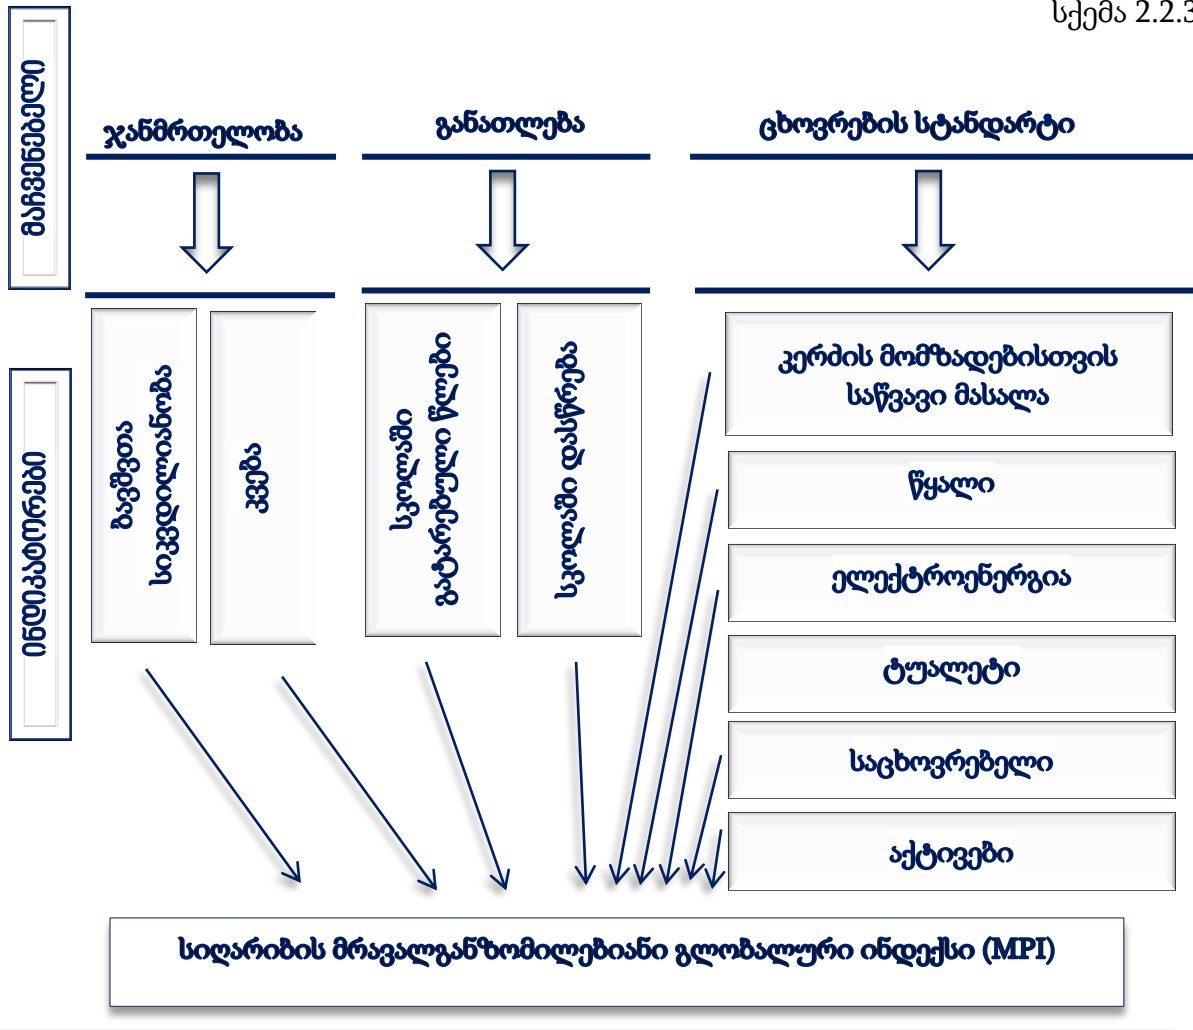 სქემა 2.2.3
მაჩვენებელი
ჯანმრთელობა
განათლება
ცხოვრების სტანდარტი
ინდიკატორები
ბავშვთა
სიკვდილიანობა
კვება
სკოლაში
გატარებული წლები
სკოლაში დასწრება
კერძის მომზადებისთვის
საწვავი მასალა
წყალი
ელექტროენერგია
ტუალეტი
საცხოვრებელი
აქტივები
სიღარიბის მრავალგანზომილებიანი გლობალური ინდექსი (MPI)